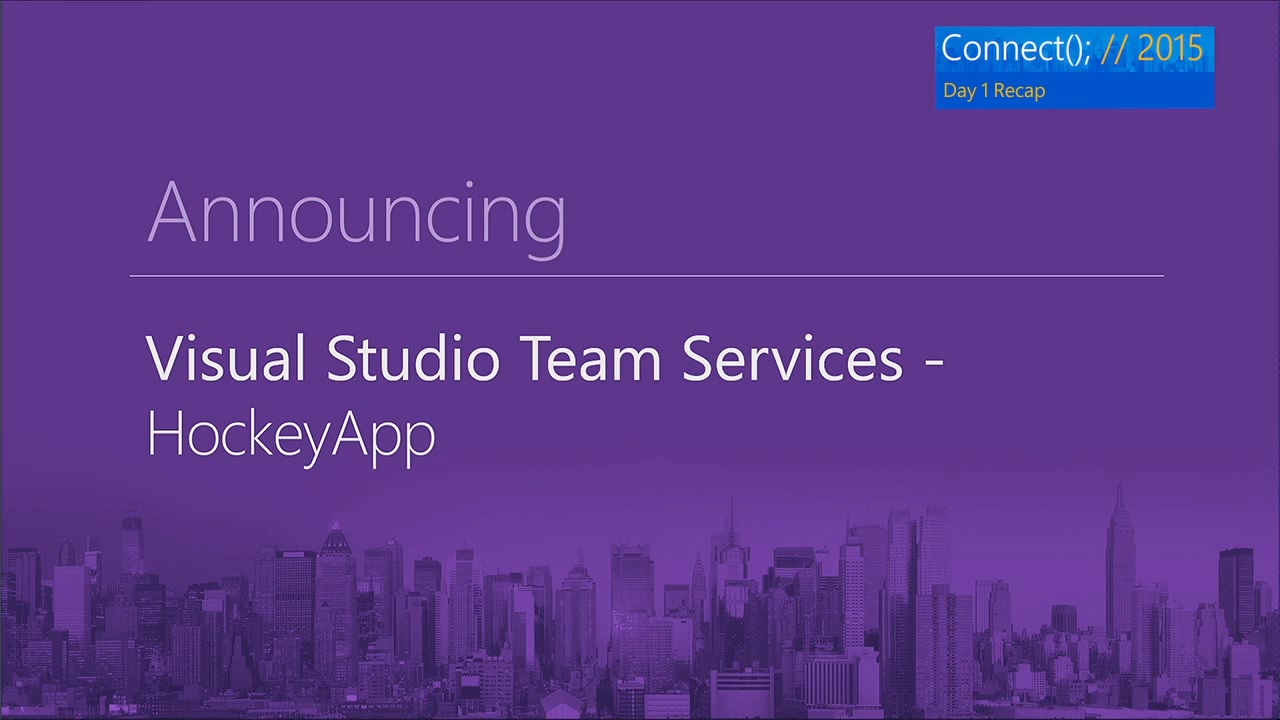 Connect(); // 2015
Day 1 Recap
Announcing
Visual Studio Team Services -
HockeyApp